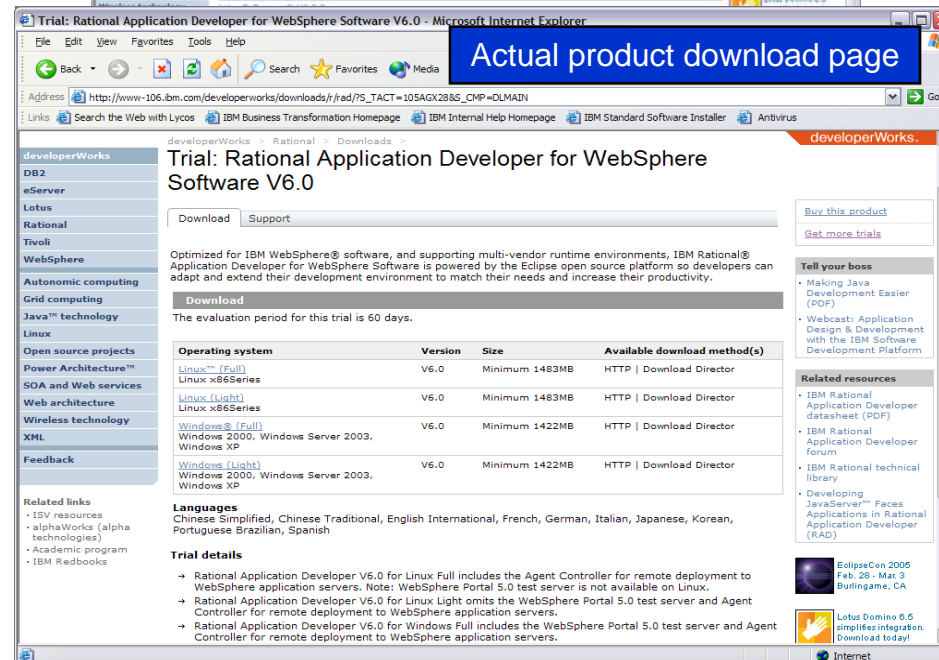 Trial: Rational Application Developer for WebSphere Software V6.0 - Microsoft Internet Explorer
File Edit View Favorites Tools Help
Actual product download page
Back Search Favorites Media
Address http://www-106.ibm.com/developerworks/downloads/r/rad/?S_TACT=105AGX28&S_CMP=DLMAIN Go
Links Search the Web with Lycos IBM Business Transformation Homepage IBM Internal Help Homepage IBM Standard Software Installer Antivirus
developerWorks.
developerWorks > Rational > Downloads >
Trial: Rational Application Developer for WebSphere
Software V6.0
developerWorks
DB2
eServer
Lotus
Rational
Tivoli
WebSphere
Autonomic computing
Grid computing
Java™ technology
Linux
Open source projects
Power Architecture™
SOA and Web services
Web architecture
Wireless technology
XML
Feedback
Related links
• ISV resources
• alphaWorks (alpha
technologies)
• Academic program
• IBM Redbooks
Download Support
Optimized for IBM WebSphere® software, and supporting multi-vendor runtime environments, IBM Rational®
Application Developer for WebSphere Software is powered by the Eclipse open source platform so developers can
adapt and extend their development environment to match their needs and increase their productivity.
Download
The evaluation period for this trial is 60 days.
Operating system Version Size Available download method(s)
Linux™ (Full) V6.0 Minimum 1483MB HTTP | Download Director
Linux x86Series
Linux (Light) V6.0 Minimum 1483MB HTTP | Download Director
Linux x86Series
Windows® (Full) V6.0 Minimum 1422MB HTTP | Download Director
Windows 2000, Windows Server 2003,
Windows XP
Windows (Light) V6.0 Minimum 1422MB HTTP | Download Director
Windows 2000, Windows Server 2003,
Windows XP
Languages
Chinese Simplified, Chinese Traditional, English International, French, German, Italian, Japanese, Korean,
Portuguese Brazilian, Spanish
Trial details
→ Rational Application Developer V6.0 for Linux Full includes the Agent Controller for remote deployment to
WebSphere application servers. Note: WebSphere Portal 5.0 test server is not available on Linux.
→ Rational Application Developer V6.0 for Linux Light omits the WebSphere Portal 5.0 test server and Agent
Controller for remote deployment to WebSphere application servers.
→ Rational Application Developer V6.0 for Windows Full includes the WebSphere Portal 5.0 test server and Agent
Controller for remote deployment to WebSphere application servers.
Buy this product
Get more trials
Tell your boss
• Making Java
Development Easier
(PDF)
• Webcast: Application
Design & Development
with the IBM Software
Development Platform
Related resources
• IBM Rational
Application Developer
datasheet (PDF)
• IBM Rational
Application Developer
forum
• IBM Rational technical
library
• Developing
JavaServer™ Faces
Applications in Rational
Application Developer
(RAD)
EclipseCon 2005
Feb. 28 - Mar. 3
Burlingame, CA
Lotus Domino 6.5
simplifies integration.
Download today!
Internet